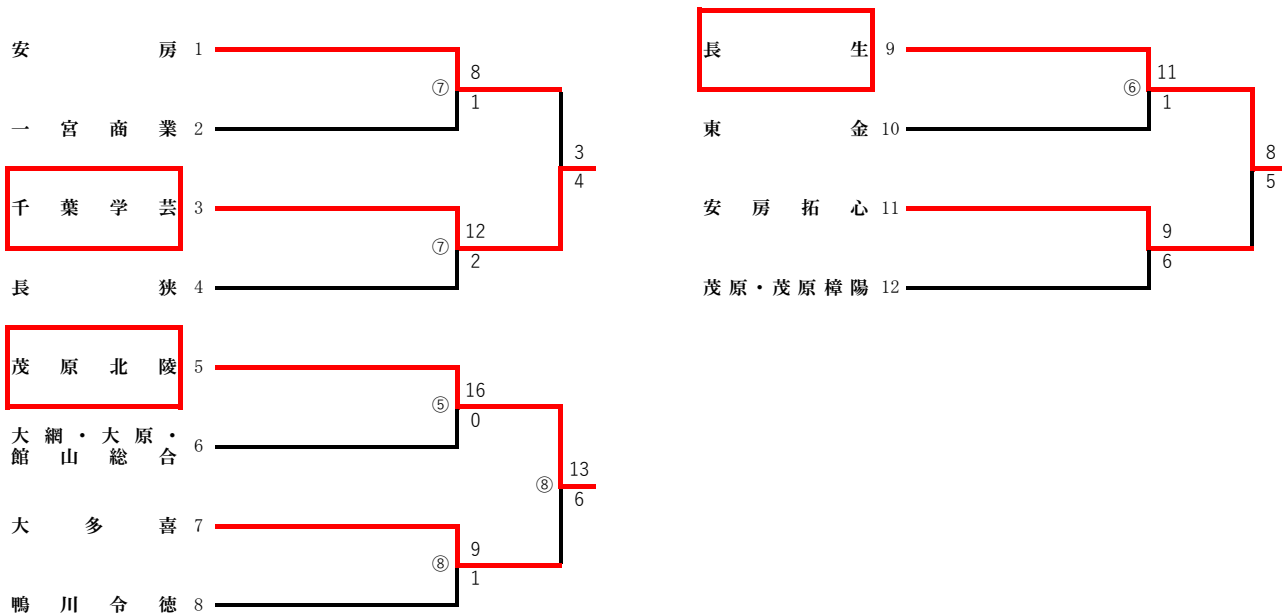 安房 1
8
⑦
1
一宮商業 2
3
4
千葉学芸 3
12
⑦
2
長狭 4
茂原北陵 5
16
⑤
0
大網・大原・
館山総合 6
13
⑧
6
大多喜 7
9
⑧
1
鴨川令徳 8
長生 9
11
⑥
1
東金 10
8
5
安房拓心 11
9
6
茂原・茂原樟陽 12